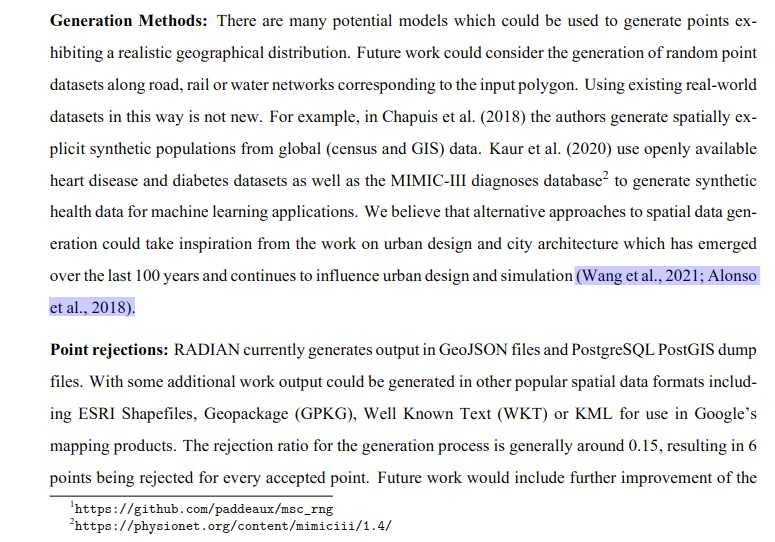 Generation Methods: There are many potential models which could be used to generate points ex-
hibiting a realistic geographical distribution. Future work could consider the generation of random point
datasets along road, rail or water networks corresponding to the input polygon. Using existing real-world
datasets in this way is not new. For example, in Chapuis et al. (2018) the authors generate spatially ex-
plicit synthetic populations from global (census and GIS) data. Kaur et al. (2020) use openly available
heart disease and diabetes datasets as well as the MIMIC-III diagnoses database2 to generate synthetic
health data for machine learning applications. We believe that alternative approaches to spatial data gen-
eration could take inspiration from the work on urban design and city architecture which has emerged
over the last 100 years and continues to influence urban design and simulation (Wang et al., 2021; Alonso
et al., 2018).
Point rejections: RADIAN currently generates output in GeoJSON files and PostgreSQL PostGIS dump
files. With some additional work output could be generated in other popular spatial data formats includ-
ing ESRI Shapefiles, Geopackage (GPKG), Well Known Text (WKT) or KML for use in Google's
mapping products. The rejection ratio for the generation process is generally around 0.15, resulting in 6
points being rejected for every accepted point. Future work would include further improvement of the
1https://github.com/paddeaux/msc_rng
2https://physionet.org/content/mimiciii/1.4/